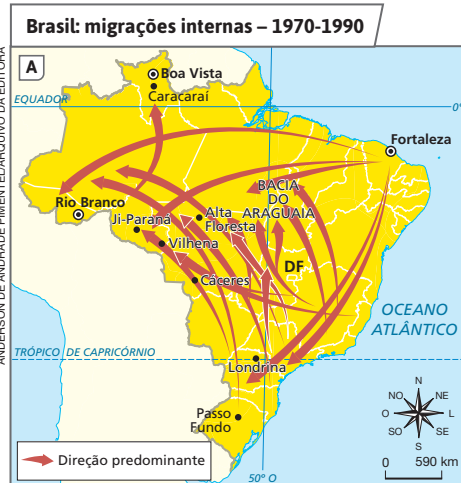 Brasil: migrações internas – 1970-1990
A
Boa Vista
Caracaraí
EQUADOR
0°
Fortaleza
BACIA
DO
ARAGUAIA
Rio Branco
Ji-Paraná
Alta
Floresta
Vilhena
DF
Cáceres
OCEANO
ATLÂNTICO
TRÓPICO DE CAPRICÓRNIO
Londrina
Passo
Fundo
N
NO
NE
O
L
SO
SE
S
Direção predominante
0 590 km
50° O
ANDERSON DE ANDRADE PIMENTEL/ARQUIVO DA EDITORA